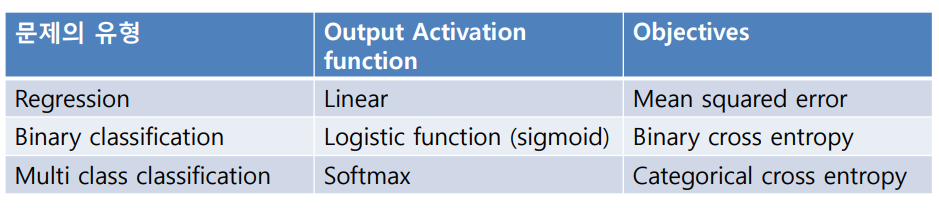 문제의 유형
Output Activation
function
Objectives
Regression
Linear
Mean squared error
Binary classification
Logistic function (sigmoid)
Binary cross entropy
Multi class classification
Softmax
Categorical cross entropy